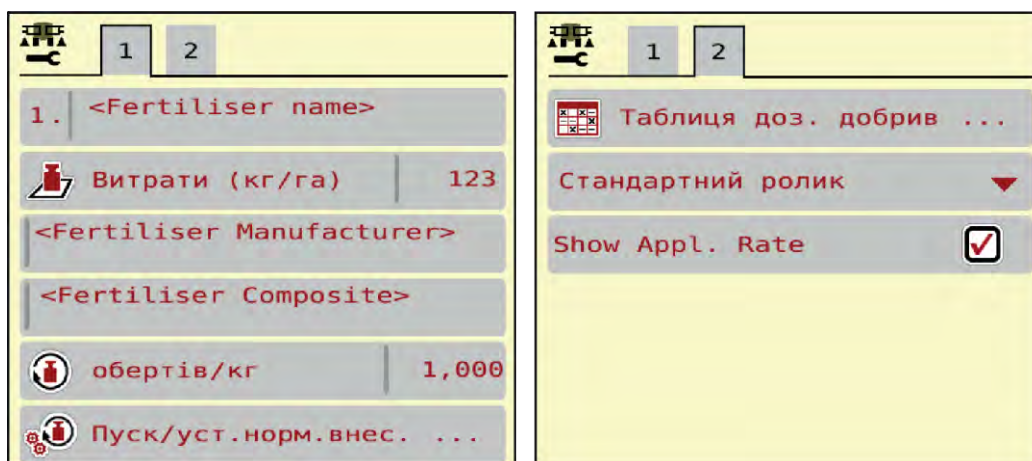 1 2
1. <Fertiliser name>
Витрати (кг/га) 123
<Fertiliser Manufacturer>
<Fertiliser Composite>
обертів/кг 1,000
Пуск/уст.норм.внес. ...
1 2
Таблиця доз. добрив ...
Стандартний ролик
Show Appl. Rate